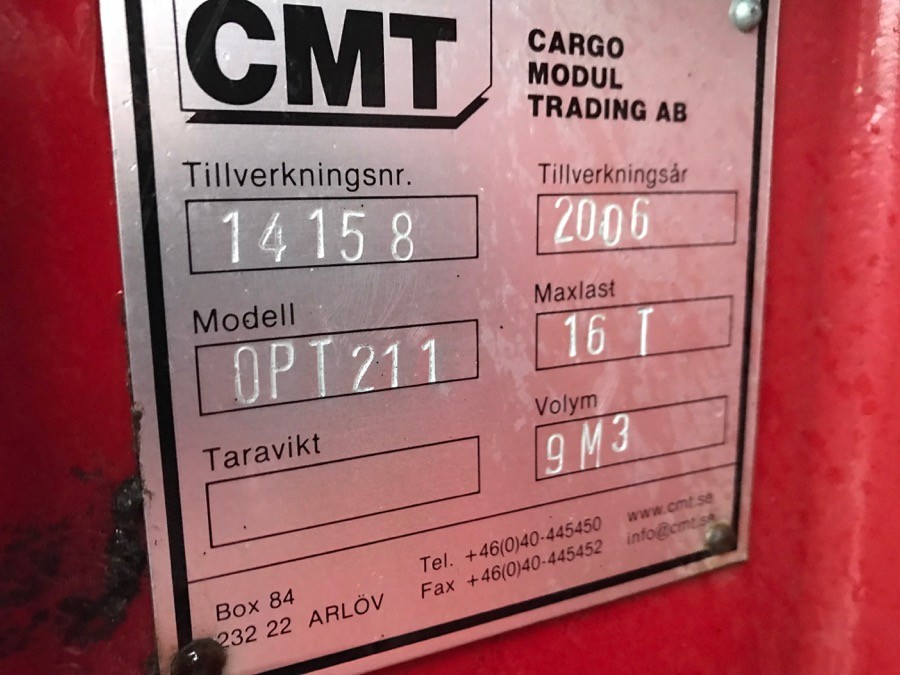 CMT
CARGO
MODUL
TRADING AB
Tillverkningsnr.
14158
Tillverkningsår
2006
Modell
OPT211
Maxlast
16 T
Taravikt
Volym
9 M3
Box 84
232 22 ARLÖV
Tel. +46(0)40-445450
Fax +46(0)40-445452
www.cmt.se
info@cmt.se